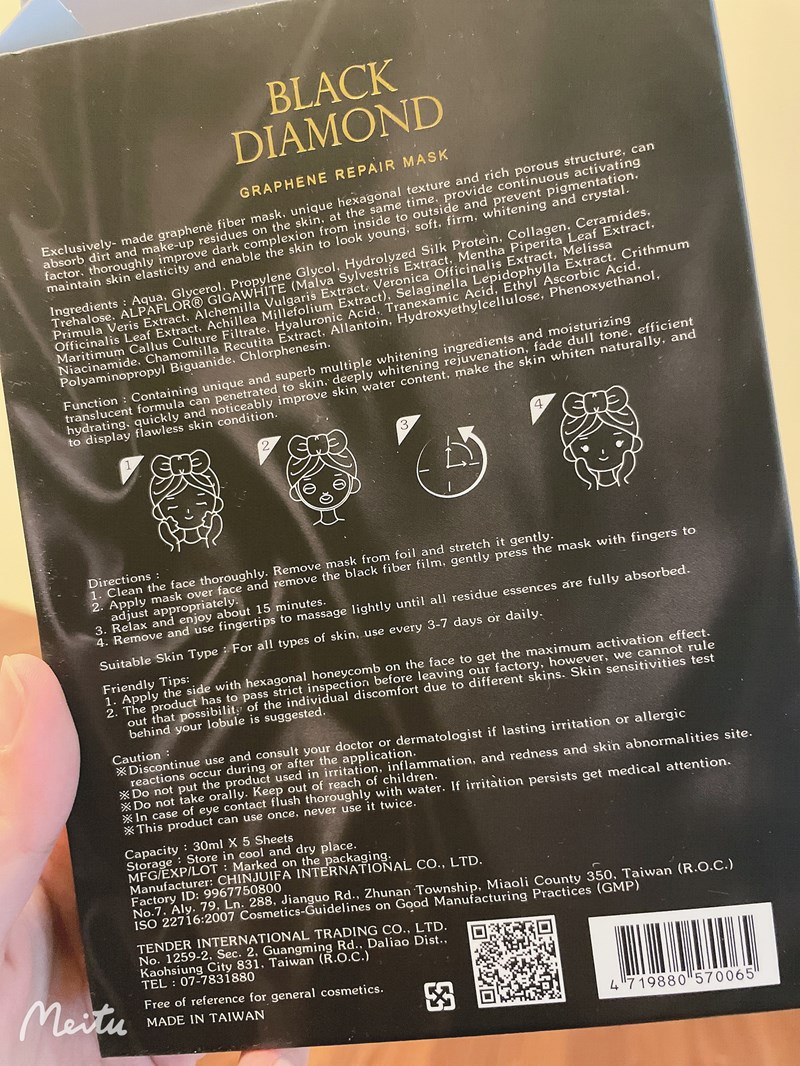 BLACK
DIAMOND
GRAPHENE REPAIR MASK
Exclusively- made graphene fiber mask, unique hexagonal texture and rich porous structure, can
absorb dirt and make-up residues on the skin, at the same time, provide continuous activating
factor, thoroughly improve dark complexion from inside to outside and prevent pigmentation,
maintain skin elasticity and enable the skin to look young, soft, firm, whitening and crystal.
Ingredients : Aqua, Glycerol, Propylene Glycol, Hydrolyzed Silk Protein, Collagen, Ceramides,
Trehalose, ALPAFLOR® GIGAWHITE (Malva Sylvestris Extract, Mentha Piperita Leaf Extract,
Primula Veris Extract, Alchemilla Vulgaris Extract, Veronica Officinalis Extract, Melissa
Officinalis Leaf Extract, Achillea Millefolium Extract), Selaginella Lepidophylla Extract, Crithmum
Maritimum Callus Culture Filtrate, Hyaluronic Acid, Tranexamic Acid, Ethyl Ascorbic Acid,
Niacinamide, Chamomilla Recutita Extract, Allantoin, Hydroxyethylcellulose, Phenoxyethanol,
Polyaminopropyl Biguanide, Chlorphenesin.
Function : Containing unique and superb multiple whitening ingredients and moisturizing
translucent formula can penetrated to skin, deeply whitening rejuvenation, fade dull tone, efficient
hydrating, quickly and noticeably improve skin water content, make the skin whiten naturally, and
to display flawless skin condition.
1 2 3 4
Directions :
1. Clean the face thoroughly. Remove mask from foil and stretch it gently.
2. Apply mask over face and remove the black fiber film, gently press the mask with fingers to
adjust appropriately.
3. Relax and enjoy about 15 minutes.
4. Remove and use fingertips to massage lightly until all residue essences are fully absorbed.
Suitable Skin Type : For all types of skin, use every 3-7 days or daily.
Friendly Tips:
1. Apply the side with hexagonal honeycomb on the face to get the maximum activation effect.
2. The product has to pass strict inspection before leaving our factory, however, we cannot rule
out that possibility, of the individual discomfort due to different skins. Skin sensitivities test
behind your lobule is suggested.
Caution :
※Discontinue use and consult your doctor or dermatologist if lasting irritation or allergic
reactions occur during or after the application.
※Do not put the product used in irritation, inflammation, and redness and skin abnormalities site.
※Do not take orally. Keep out of reach of children.
※In case of eye contact flush thoroughly with water. If irritation persists get medical attention.
※This product can use once, never use it twice.
Capacity : 30ml X 5 Sheets
Storage : Store in cool and dry place.
MFG/EXP/LOT : Marked on the packaging.
Manufacturer: CHINJUIFA INTERNATIONAL CO., LTD.
Factory ID: 9967750800
No.7, Aly. 79, Ln. 288, Jianguo Rd., Zhunan Township, Miaoli County 350, Taiwan (R.O.C.)
ISO 22716:2007 Cosmetics-Guidelines on Good Manufacturing Practices (GMP)
TENDER INTERNATIONAL TRADING CO., LTD.
No. 1259-2, Sec. 2, Guangming Rd., Daliao Dist.,
Kaohsiung City 831, Taiwan (R.O.C.)
TEL : 07-7831880
Free of reference for general cosmetics.
MADE IN TAIWAN
4 719880 570065
Meitu